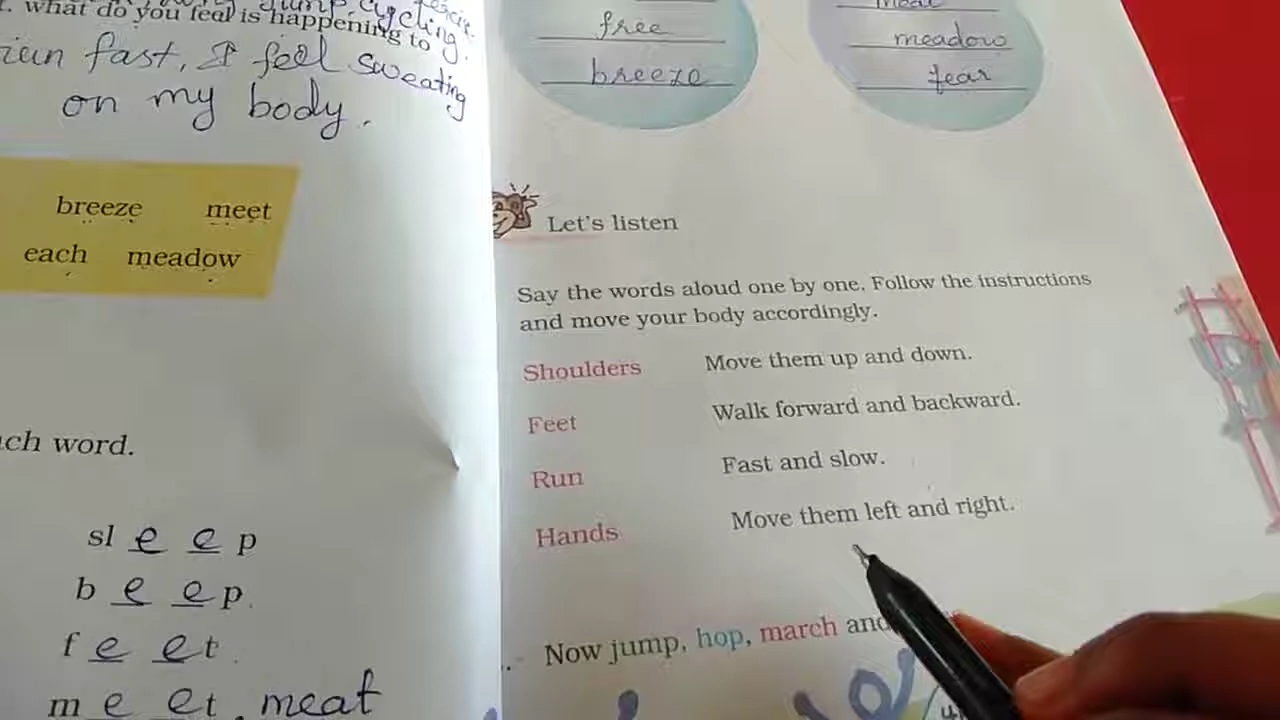 what do you feel is happening to
jump, cycling.
fast, I feel sweating
on my body.
breeze meet
each meadow
ch word.
sl e e p
b e e p
f e e t
m e e t, meat
free
breeze
meadow
fear
Let's listen
Say the words aloud one by one. Follow the instructions
and move your body accordingly.
Shoulders Move them up and down.
Feet Walk forward and backward.
Run Fast and slow.
Hands Move them left and right.
Now jump, hop, march and